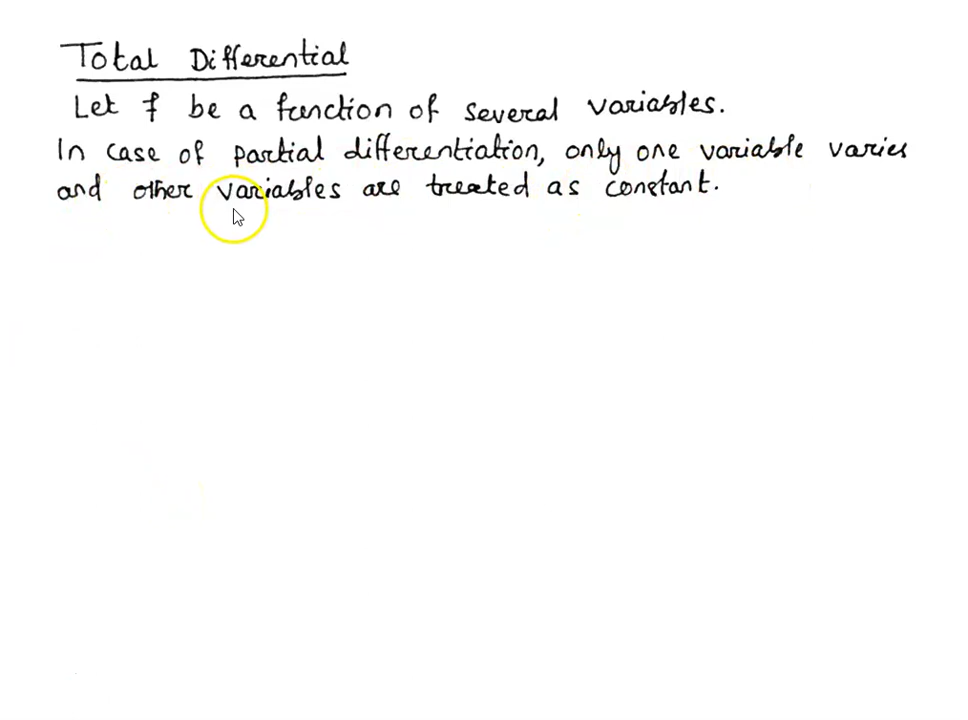 Total Differential
Let f be a function of several variables.
In case of partial differentiation, only one variable varies
and other variables are treated as constant.